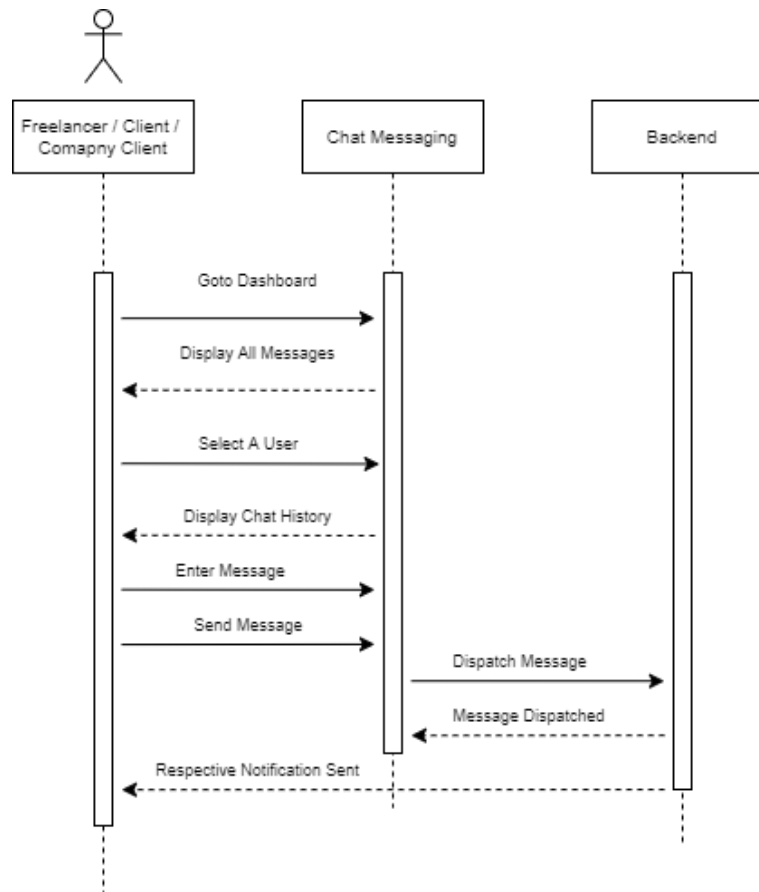 Freelancer / Client /
Comapny Client
Chat Messaging
Backend
Goto Dashboard
Display All Messages
Select A User
Display Chat History
Enter Message
Send Message
Dispatch Message
Message Dispatched
Respective Notification Sent